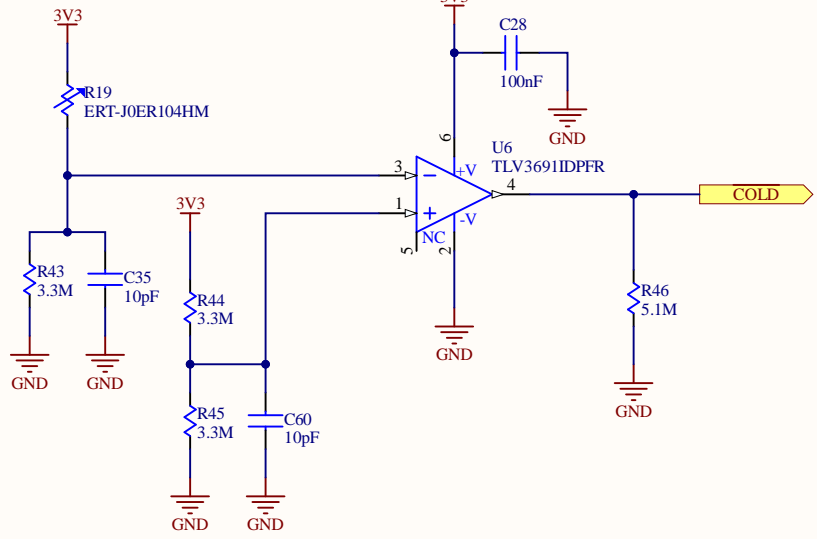 3V3
3V3
C28
100nF
GND
R19
ERT-J0ER104HM
6
U6
TLV3691IDPFR
3
+V
4
COLD
1
-V
NC
5
2
3V3
R43
3.3M
C35
10pF
R44
3.3M
R46
5.1M
GND
GND
GND
GND
R45
3.3M
C60
10pF
GND
GND